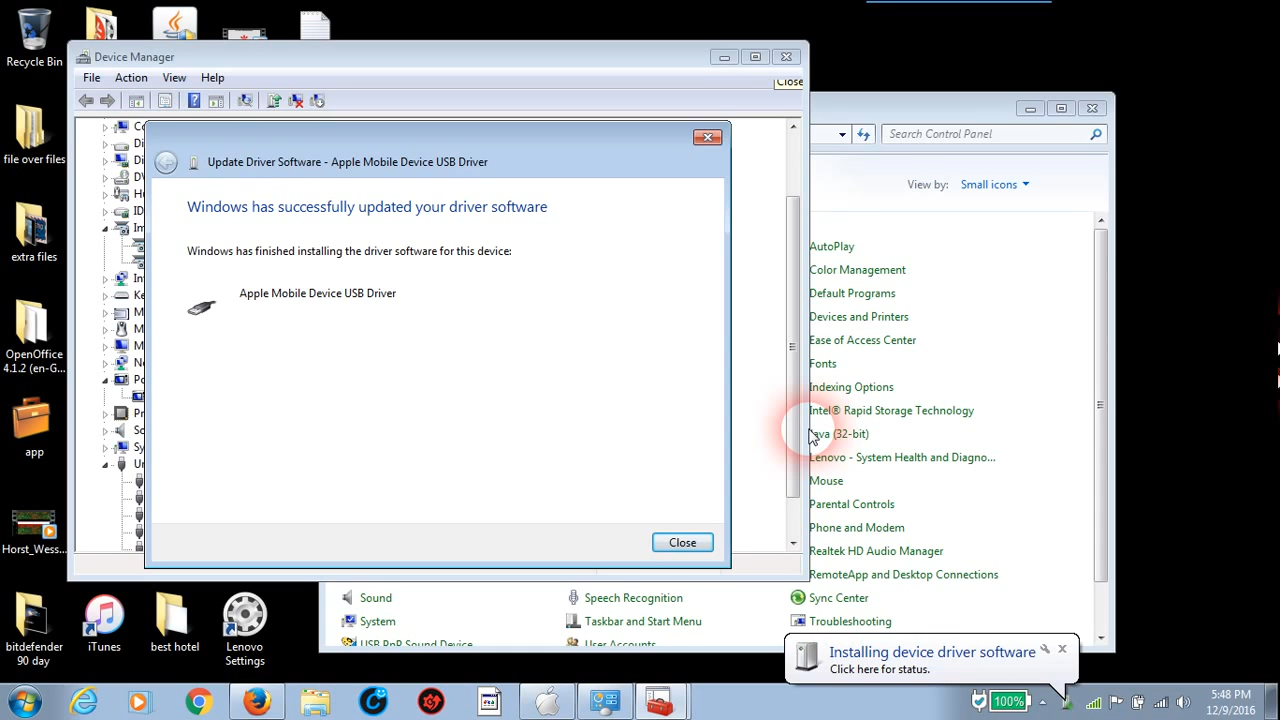 Recycle Bin
file over files
extra files
OpenOffice
4.1.2 (en-G...
app
Horst_Wess...
bitdefender
90 day
iTunes
best hotel
Lenovo
Settings
Device Manager
File Action View Help
Close
Update Driver Software - Apple Mobile Device USB Driver
Windows has successfully updated your driver software
Windows has finished installing the driver software for this device:
Apple Mobile Device USB Driver
Close
Search Control Panel
View by: Small icons
AutoPlay
Color Management
Default Programs
Devices and Printers
Ease of Access Center
Fonts
Indexing Options
Intel® Rapid Storage Technology
Java (32-bit)
Lenovo - System Health and Diagno...
Mouse
Parental Controls
Phone and Modem
Realtek HD Audio Manager
RemoteApp and Desktop Connections
Sound
Speech Recognition
Sync Center
System
Taskbar and Start Menu
Troubleshooting
USB PnP Sound Device
User Accounts
Installing device driver software
Click here for status.
100%
5:48 PM
12/9/2016